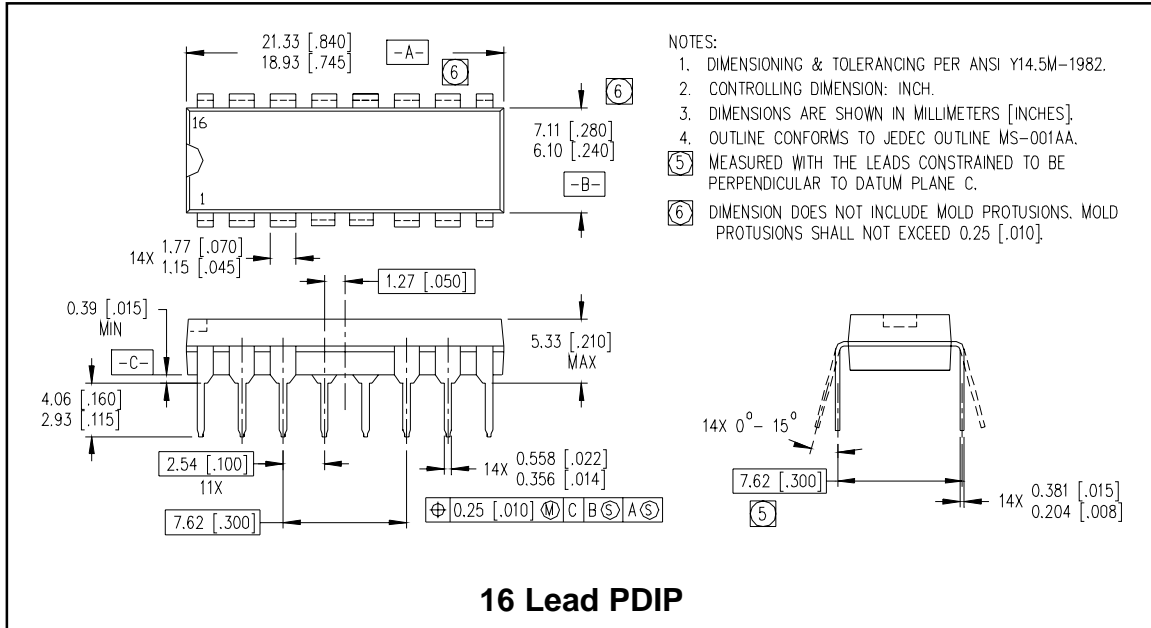 21.33 [.840]
18.93 [.745]
-A-
6
6
16
1
7.11 [.280]
6.10 [.240]
-B-
14X 1.77 [.070]
1.15 [.045]
1.27 [.050]
0.39 [.015]
MIN
-C-
5.33 [.210]
MAX
4.06 [.160]
2.93 [.115]
2.54 [.100]
11X
14X 0.558 [.022]
0.356 [.014]
⌖ 0.25 [.010] Ⓜ C B Ⓢ A Ⓢ
7.62 [.300]
NOTES:
1. DIMENSIONING & TOLERANCING PER ANSI Y14.5M-1982.
2. CONTROLLING DIMENSION: INCH.
3. DIMENSIONS ARE SHOWN IN MILLIMETERS [INCHES].
4. OUTLINE CONFORMS TO JEDEC OUTLINE MS-001AA.
5 MEASURED WITH THE LEADS CONSTRAINED TO BE
PERPENDICULAR TO DATUM PLANE C.
6 DIMENSION DOES NOT INCLUDE MOLD PROTUSIONS. MOLD
PROTUSIONS SHALL NOT EXCEED 0.25 [.010].
14X 0° - 15°
7.62 [.300]
5
14X 0.381 [.015]
0.204 [.008]
16 Lead PDIP